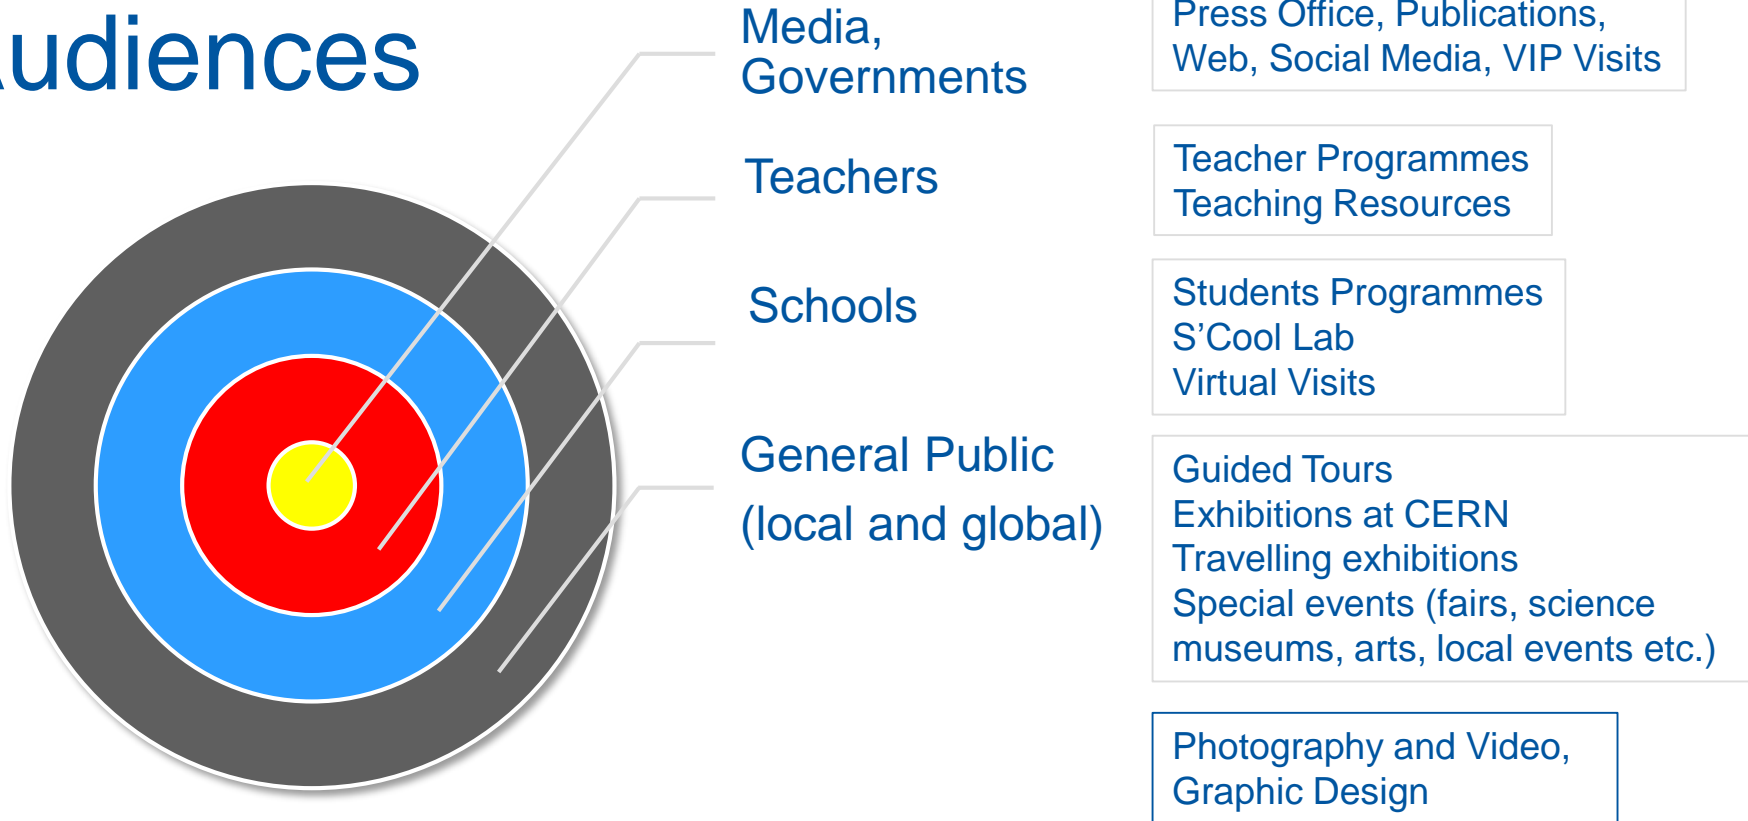 Audiences
Media,
Governments
Press Office, Publications,
Web, Social Media, VIP Visits
Teachers
Teacher Programmes
Teaching Resources
Schools
Students Programmes
S’Cool Lab
Virtual Visits
General Public
(local and global)
Guided Tours
Exhibitions at CERN
Travelling exhibitions
Special events (fairs, science
museums, arts, local events etc.)
Photography and Video,
Graphic Design